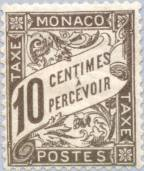 MONACO
TAXE
10 CENTIMES
À
PERCEVOIR
TAXE
POSTES